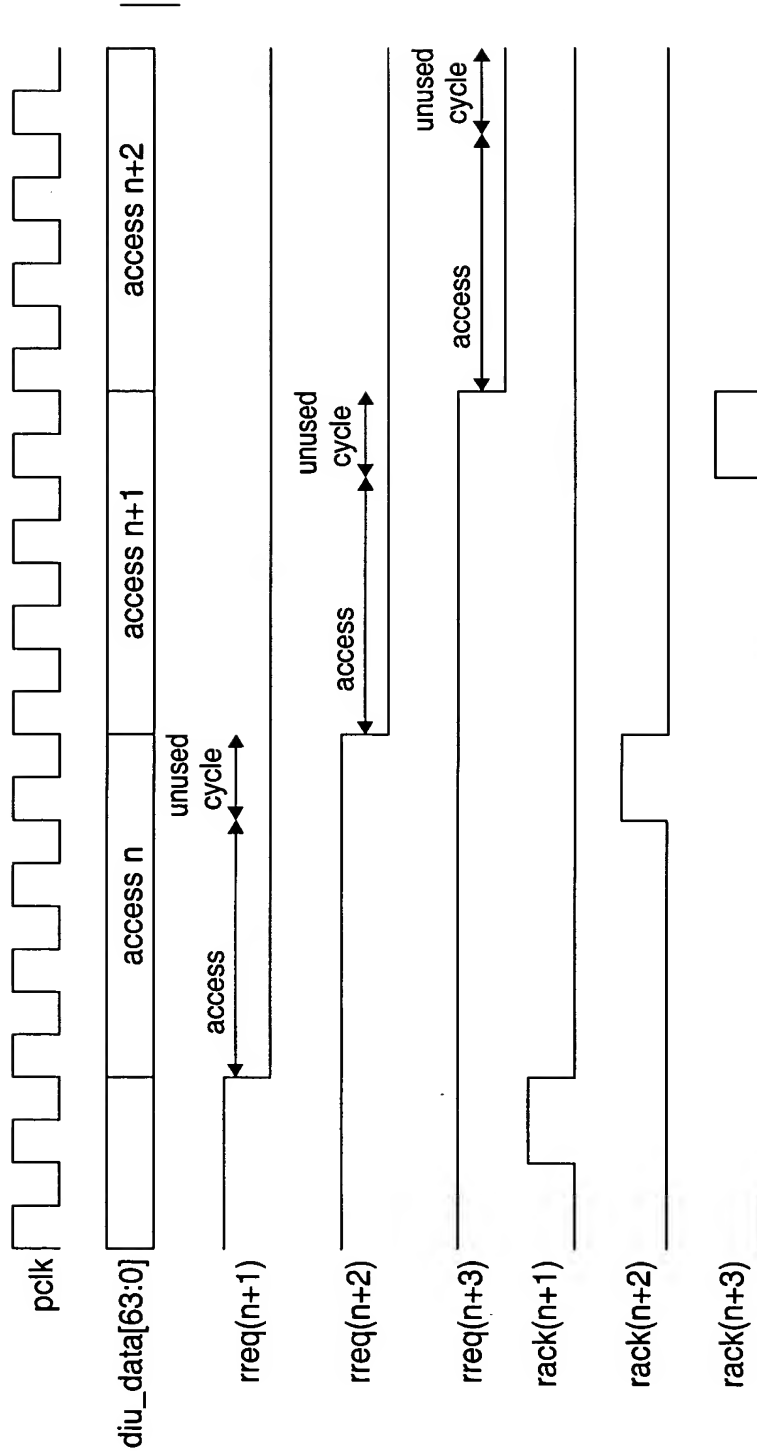 pclk
diu_data[63:0]
access n
access n+1
access n+2
rreq(n+1)
access
unused
cycle
rreq(n+2)
access
unused
cycle
rreq(n+3)
access
unused
cycle
rack(n+1)
rack(n+2)
rack(n+3)